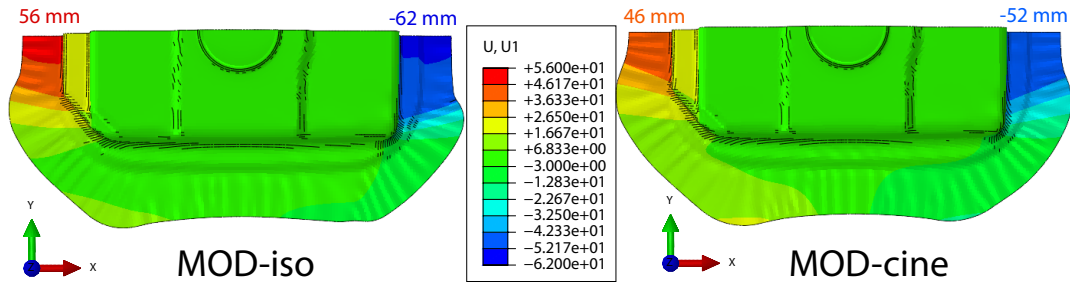 56 mm
-62 mm
U, U1
+5.600e+01
+4.617e+01
+3.633e+01
+2.650e+01
+1.667e+01
+6.833e+00
−3.000e+00
−1.283e+01
−2.267e+01
−3.250e+01
−4.233e+01
−5.217e+01
−6.200e+01
46 mm
-52 mm
Y
X
Z
MOD-iso
Y
X
Z
MOD-cine